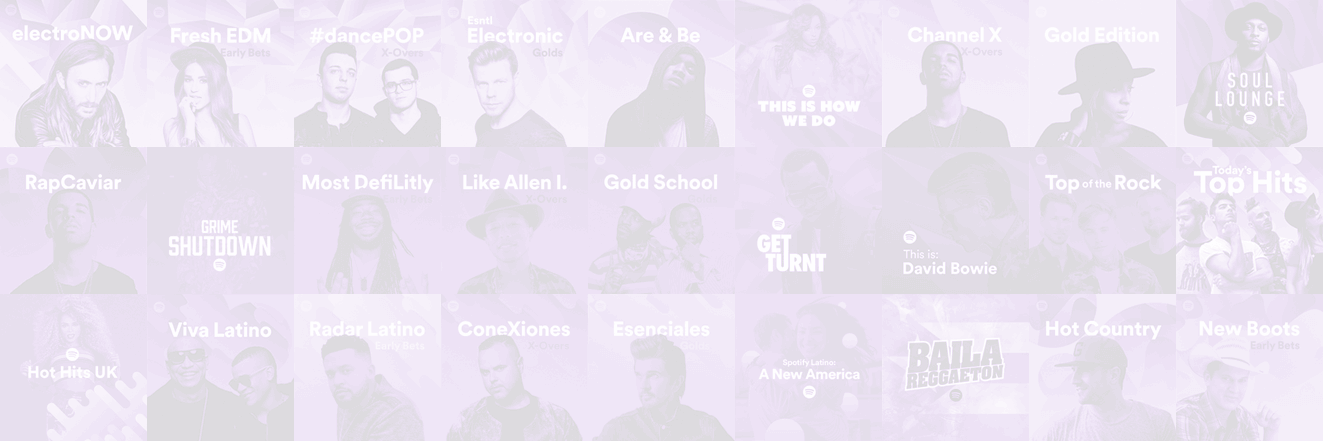 electroNOW
Fresh EDM
Early Bets
#dancePOP
X-Overs
Esntl
Electronic
Golds
Are & Be
THIS IS HOW
WE DO
Channel X
X-Overs
Gold Edition
SOUL
LOUNGE
RapCaviar
GRIME
SHUTDOWN
Most DefiLitly
Early Bets
Like Allen I.
X-Overs
Gold School
GET
TURNT
This is:
David Bowie
Top of the Rock
Today's
Top Hits
Hot Hits UK
Viva Latino
Radar Latino
Early Bets
ConeXiones
X-Overs
Esenciales
Golds
Spotify Latino:
A New America
BAILA
REGGAETON
Hot Country
New Boots
Early Bets